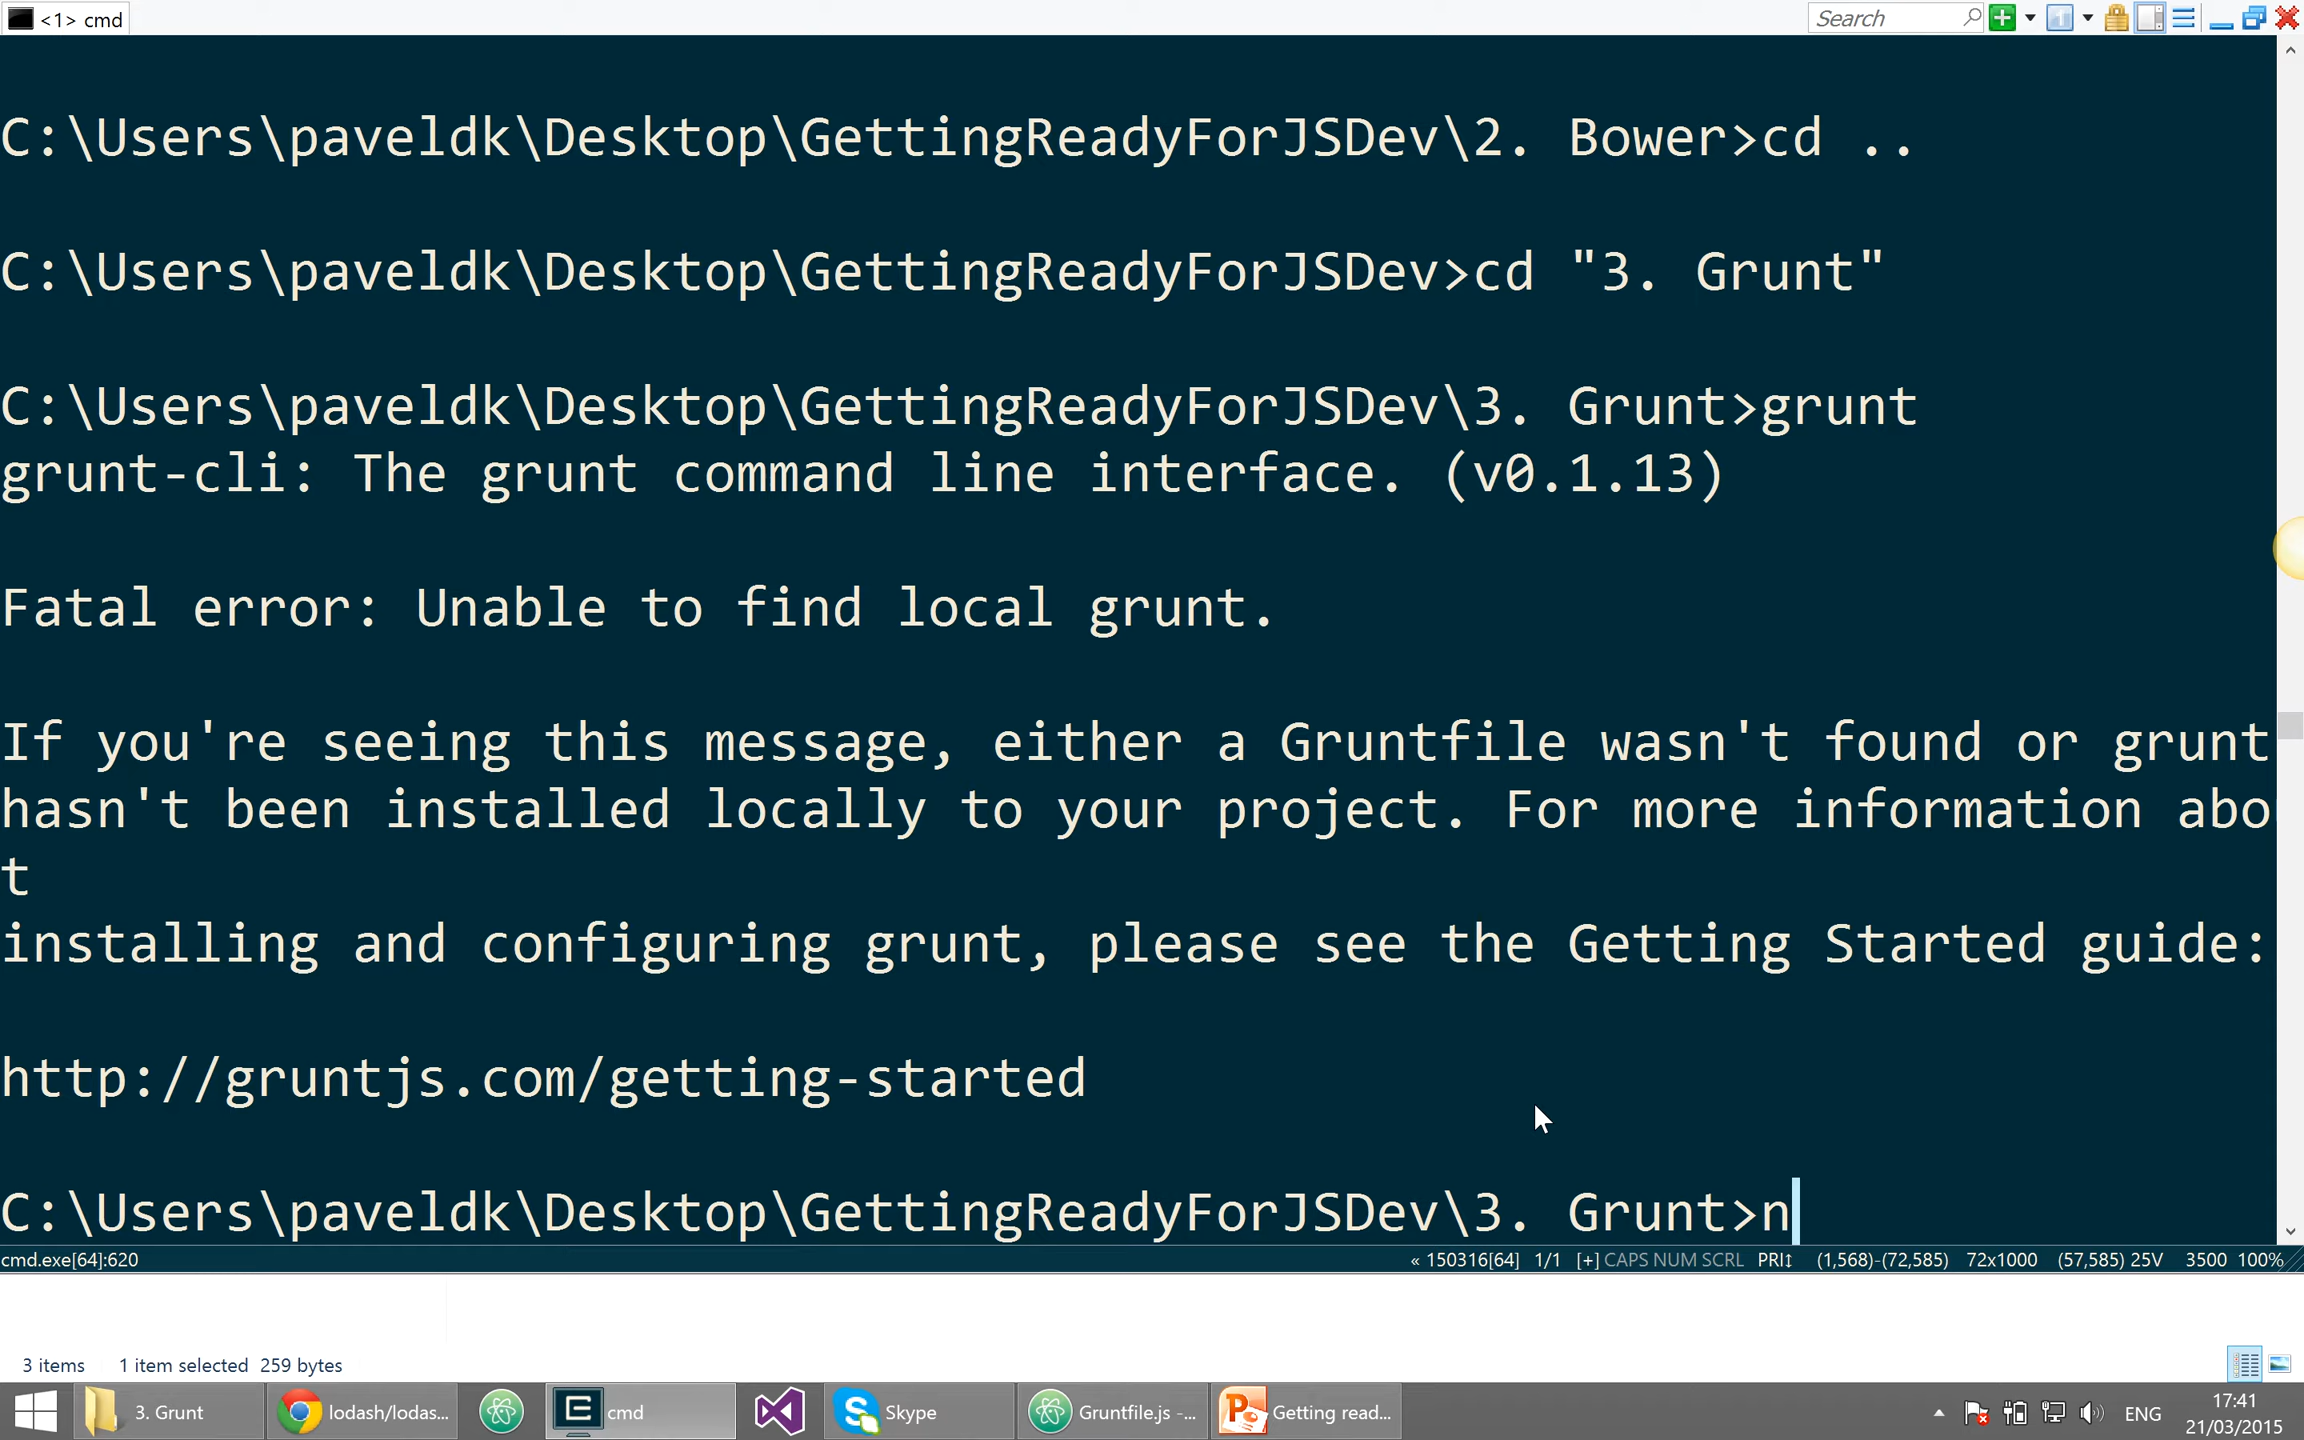 <1> cmd
Search
C:\Users\paveldk\Desktop\GettingReadyForJSDev\2. Bower>cd ..
C:\Users\paveldk\Desktop\GettingReadyForJSDev>cd "3. Grunt"
C:\Users\paveldk\Desktop\GettingReadyForJSDev\3. Grunt>grunt
grunt-cli: The grunt command line interface. (v0.1.13)
Fatal error: Unable to find local grunt.
If you're seeing this message, either a Gruntfile wasn't found or grunt
hasn't been installed locally to your project. For more information abo
t
installing and configuring grunt, please see the Getting Started guide:
http://gruntjs.com/getting-started
C:\Users\paveldk\Desktop\GettingReadyForJSDev\3. Grunt>n
cmd.exe[64]:620 « 150316[64] 1/1 [+] CAPS NUM SCRL PRI↕ (1,568)-(72,585) 72x1000 (57,585) 25V 3500 100%
3 items 1 item selected 259 bytes
3. Grunt lodash/lodas... cmd Skype Gruntfile.js -... Getting read... ENG 17:41
21/03/2015